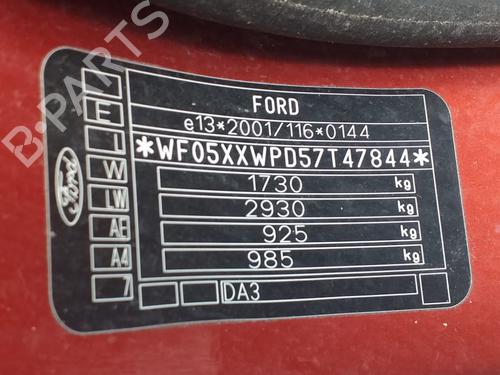 B-PARTS
FORD
e13*2001/116*0144
*WF05XXWPD57T47844*
1730 kg
2930 kg
925 kg
985 kg
DA3
E
W
LW
A4
7
Ford